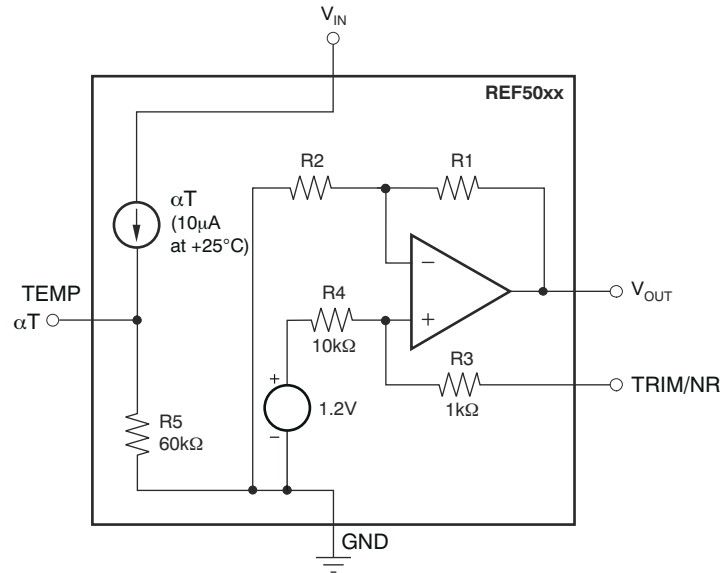 V_IN
REF50xx
R2
R1
αT
(10μA
at +25°C)
TEMP
αT
R4
10kΩ
−
+
V_OUT
R3
1kΩ
TRIM/NR
+
1.2V
−
R5
60kΩ
GND